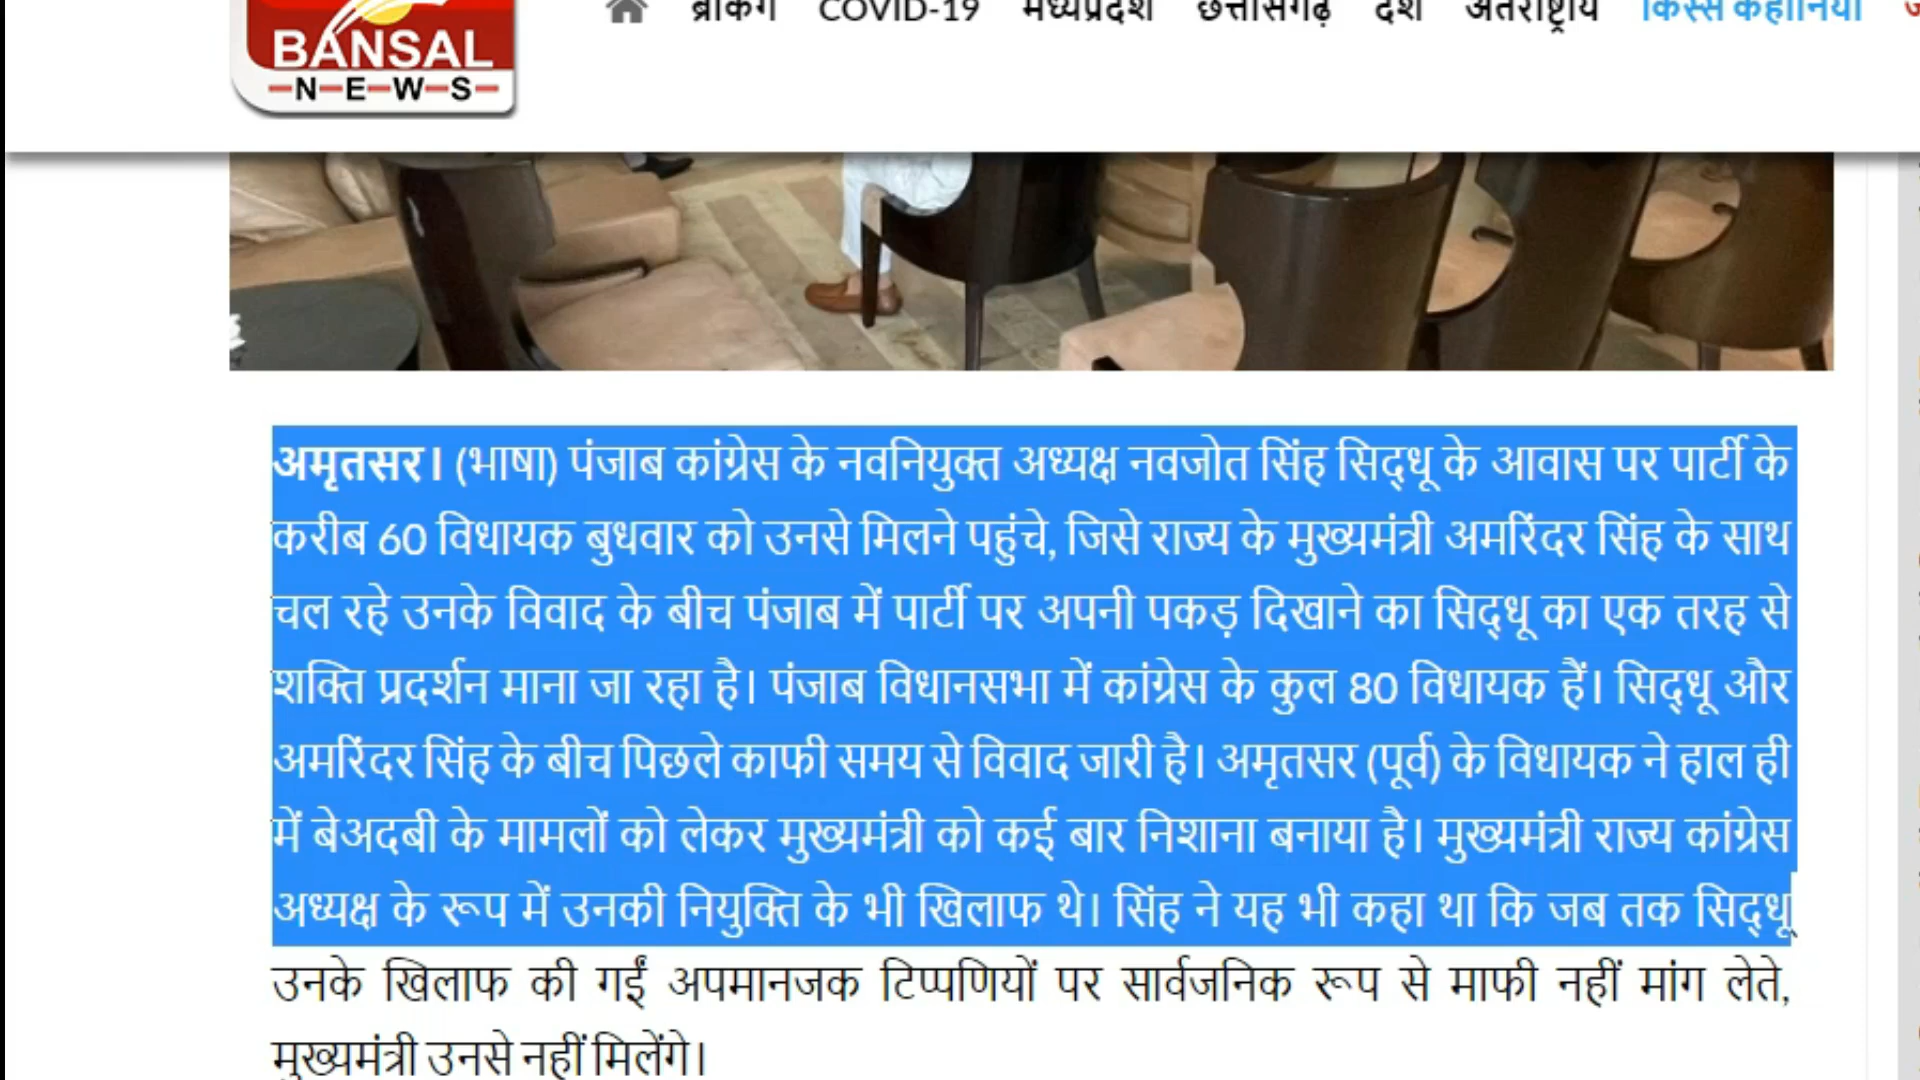 BANSAL
N-E-W-S
ब्रेकिंग COVID-19 मध्यप्रदेश छत्तीसगढ़ देश अंतर्राष्ट्रीय किस्से कहानियां
अमृतसर। (भाषा) पंजाब कांग्रेस के नवनियुक्त अध्यक्ष नवजोत सिंह सिद्धू के आवास पर पार्टी के
करीब 60 विधायक बुधवार को उनसे मिलने पहुंचे, जिसे राज्य के मुख्यमंत्री अमरिंदर सिंह के साथ
चल रहे उनके विवाद के बीच पंजाब में पार्टी पर अपनी पकड़ दिखाने का सिद्धू का एक तरह से
शक्ति प्रदर्शन माना जा रहा है। पंजाब विधानसभा में कांग्रेस के कुल 80 विधायक हैं। सिद्धू और
अमरिंदर सिंह के बीच पिछले काफी समय से विवाद जारी है। अमृतसर (पूर्व) के विधायक ने हाल ही
में बेअदबी के मामलों को लेकर मुख्यमंत्री को कई बार निशाना बनाया है। मुख्यमंत्री राज्य कांग्रेस
अध्यक्ष के रूप में उनकी नियुक्ति के भी खिलाफ थे। सिंह ने यह भी कहा था कि जब तक सिद्धू
उनके खिलाफ की गईं अपमानजक टिप्पणियों पर सार्वजनिक रूप से माफी नहीं मांग लेते,
मुख्यमंत्री उनसे नहीं मिलेंगे।